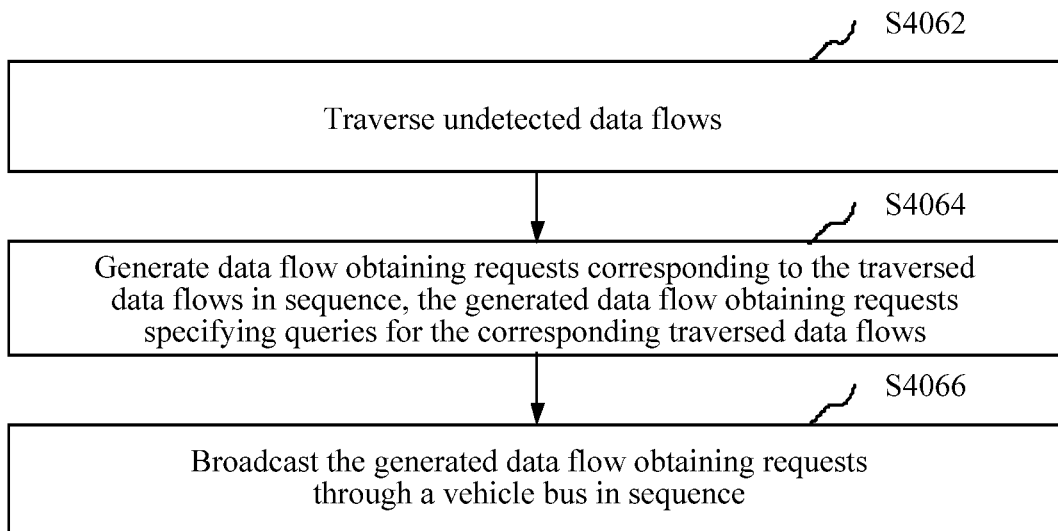 S4062
Traverse undetected data flows
S4064
Generate data flow obtaining requests corresponding to the traversed
data flows in sequence, the generated data flow obtaining requests
specifying queries for the corresponding traversed data flows
S4066
Broadcast the generated data flow obtaining requests
through a vehicle bus in sequence